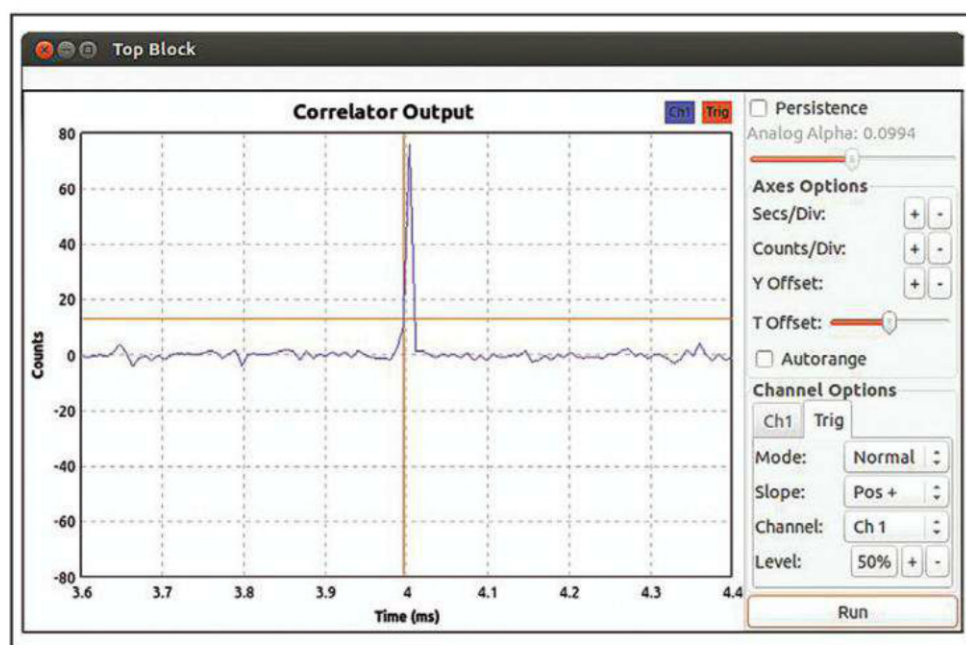 Top Block
Correlator Output
Ch1 Trig
80
60
40
20
0
-20
-40
-60
-80
Counts
3.6 3.7 3.8 3.9 4 4.1 4.2 4.3 4.4
Time (ms)
Persistence
Analog Alpha: 0.0994
Axes Options
Secs/Div: + -
Counts/Div: + -
Y Offset: + -
T Offset:
Autorange
Channel Options
Ch1 Trig
Mode: Normal
Slope: Pos +
Channel: Ch 1
Level: 50% + -
Run